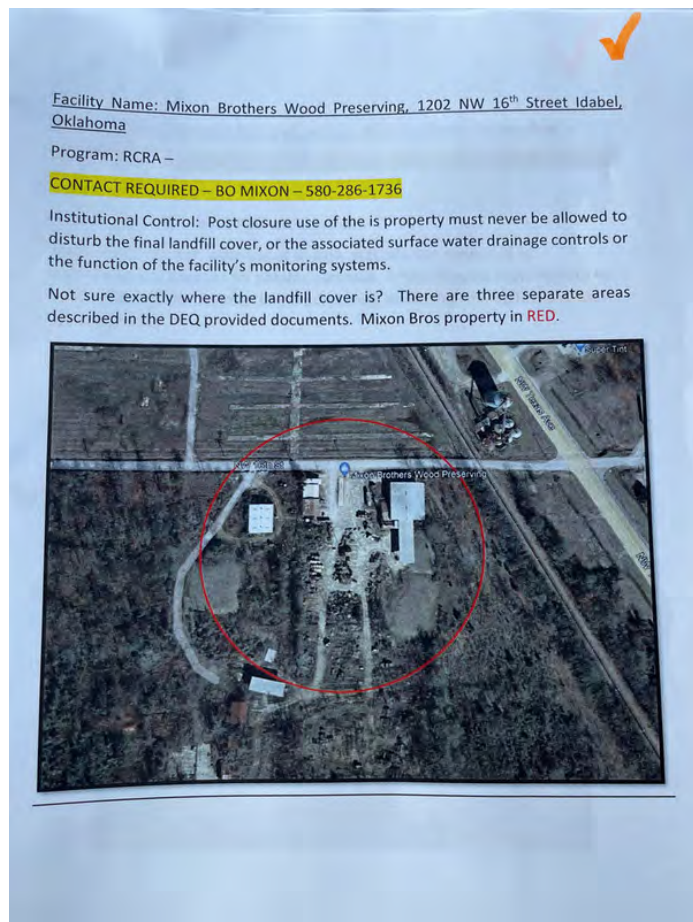 Facility Name: Mixon Brothers Wood Preserving, 1202 NW 16th Street Idabel,
Oklahoma
Program: RCRA –
CONTACT REQUIRED – BO MIXON – 580-286-1736
Institutional Control: Post closure use of the is property must never be allowed to
disturb the final landfill cover, or the associated surface water drainage controls or
the function of the facility's monitoring systems.
Not sure exactly where the landfill cover is? There are three separate areas
described in the DEQ provided documents. Mixon Bros property in RED.
Super Tint
Mixon Brothers Wood Preserving